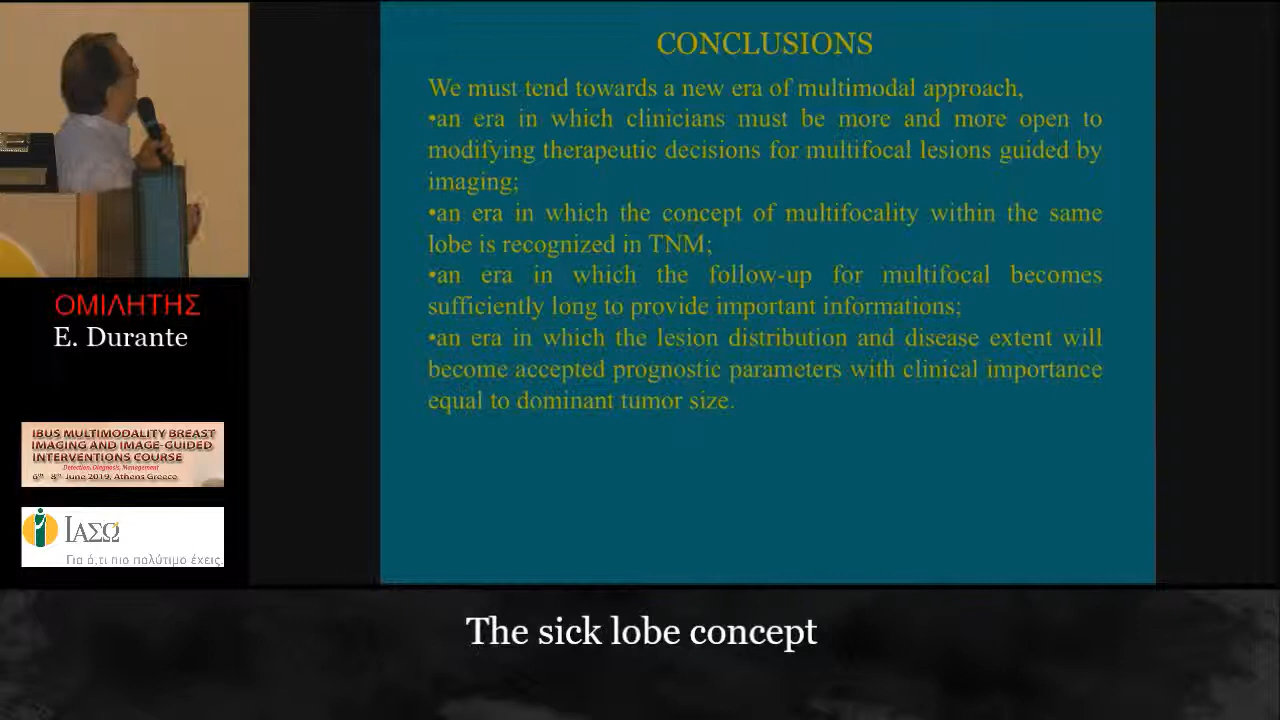 CONCLUSIONS
We must tend towards a new era of multimodal approach,
•an era in which clinicians must be more and more open to
modifying therapeutic decisions for multifocal lesions guided by
imaging;
•an era in which the concept of multifocality within the same
lobe is recognized in TNM;
•an era in which the follow-up for multifocal becomes
sufficiently long to provide important informations;
•an era in which the lesion distribution and disease extent will
become accepted prognostic parameters with clinical importance
equal to dominant tumor size.
ΟΜΙΛΗΤΗΣ
E. Durante
IBUS MULTIMODALITY BREAST
IMAGING AND IMAGE-GUIDED
INTERVENTIONS COURSE
Detection, Diagnosis, Management
6th - 8th June 2019, Athens Greece
ΙΑΣΩ
Για ό,τι πιο πολύτιμο έχεις.
The sick lobe concept